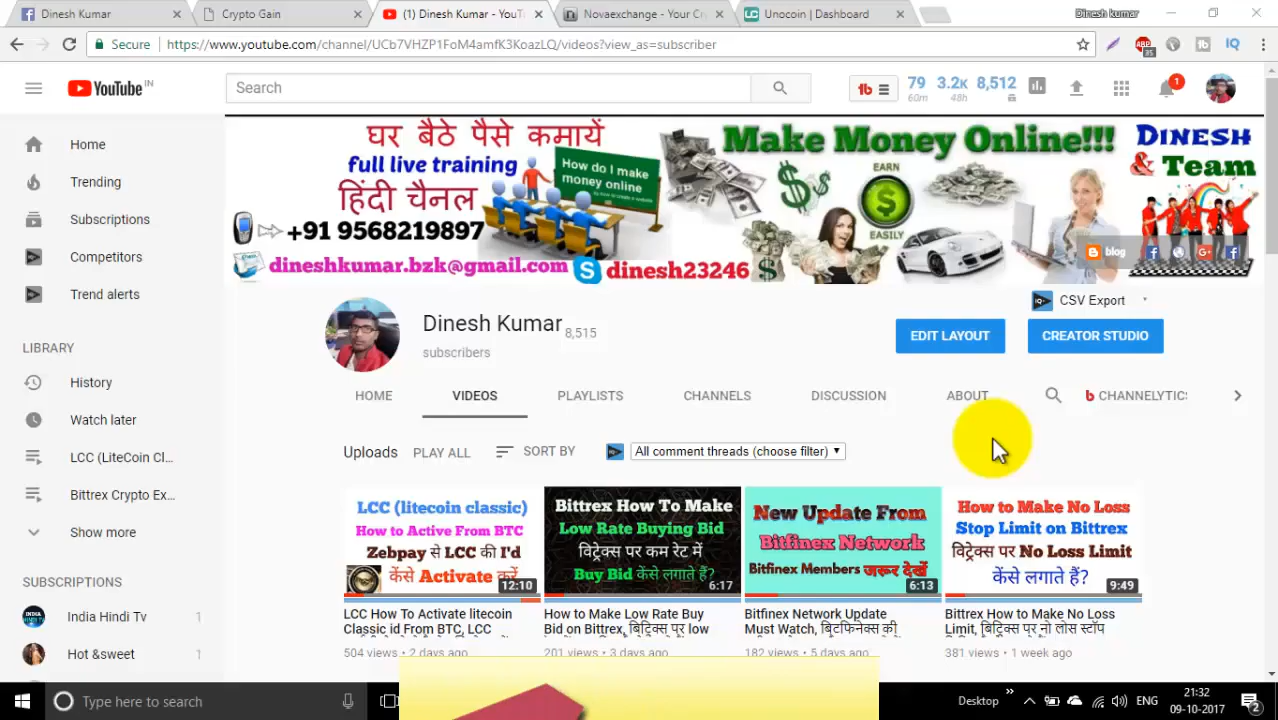 Dinesh Kumar
Crypto Gain
(1) Dinesh Kumar - YouT
Novaexchange - Your Cr
Unocoin | Dashboard
Dinesh kumar
Secure
https://www.youtube.com/channel/UCb7VHZP1FoM4amfK3KoazLQ/videos?view_as=subscriber
IQ
YouTube IN
Search
79 3.2K 8,512
60m 48h
1
घर बैठे पैसे कमायें
full live training
हिंदी चैनल
+91 9568219897
dineshkumar.bzk@gmail.com
dinesh23246
How do I make
money online
Make Money Online!!!
EARN
EASILY
DINESH
& Team
blog
Home
Trending
Subscriptions
Competitors
Trend alerts
LIBRARY
History
Watch later
LCC (LiteCoin Cl...
Bittrex Crypto Ex...
Show more
SUBSCRIPTIONS
India Hindi Tv 1
Hot &sweet 1
CSV Export
Dinesh Kumar 8,515
subscribers
EDIT LAYOUT
CREATOR STUDIO
HOME VIDEOS PLAYLISTS CHANNELS DISCUSSION ABOUT CHANNELYTICS
Uploads PLAY ALL SORT BY All comment threads (choose filter)
LCC (litecoin classic)
How to Active From BTC
Zebpay से LCC की I'd
कैसे Activate करें
12:10
LCC How To Activate litecoin
Classic id From BTC, LCC
504 views • 2 days ago
Bittrex How To Make
Low Rate Buying Bid
विट्रेक्स पर कम रेट में
Buy Bid कैसे लगाते हैं?
6:17
How to Make Low Rate Buy
Bid on Bittrex, बिट्रिक्स पर low
201 views • 3 days ago
New Update From
Bitfinex Network
Bitfinex Members जरूर देखें
6:13
Bitfinex Network Update
Must Watch, बिटफिनेक्स की
182 views • 5 days ago
How to Make No Loss
Stop Limit on Bittrex
विट्रेक्स पर No Loss Limit
कैसे लगाते हैं?
9:49
Bittrex How to Make No Loss
Limit, बिट्रिक्स पर नो लोस स्टॉप
381 views • 1 week ago
Type here to search
Desktop
ENG
21:32
09-10-2017
2